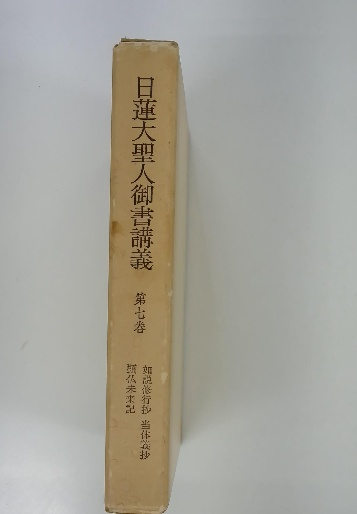 日蓮大聖人御書講義
第七巻
如説修行抄 当体義抄
顕仏未来記